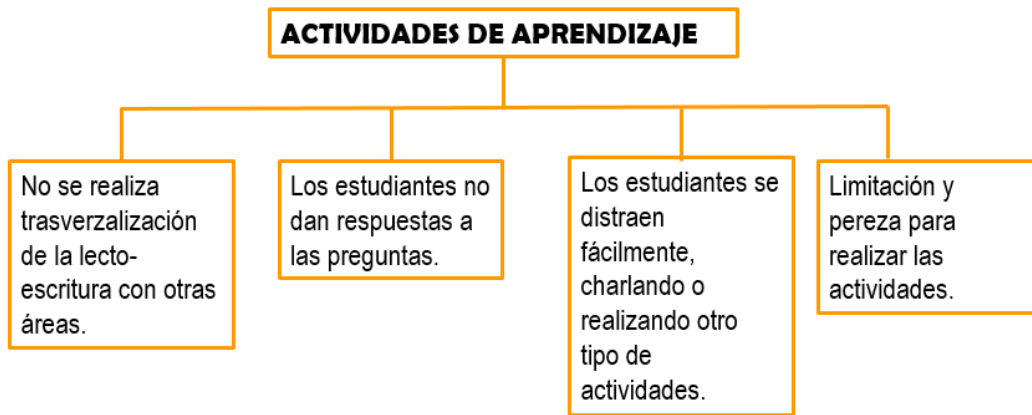 ACTIVIDADES DE APRENDIZAJE
No se realiza
trasverzalización
de la lecto-
escritura con otras
áreas.
Los estudiantes no
dan respuestas a
las preguntas.
Los estudiantes se
distraen
fácilmente,
charlando o
realizando otro
tipo de
actividades.
Limitación y
pereza para
realizar las
actividades.